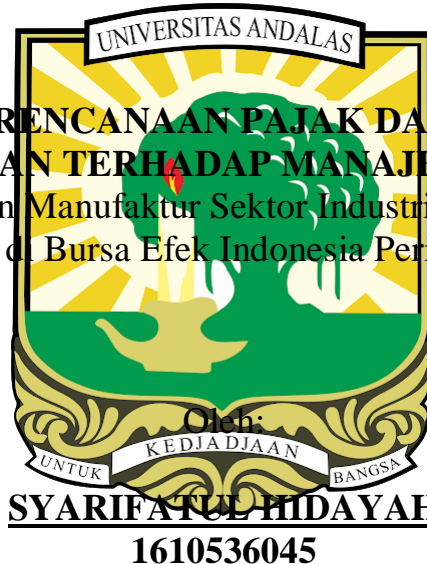 UNIVERSITAS ANDALAS
RENCANAAN PAJAK DA
AN TERHADAP MANAJE
n Manufaktur Sektor Industri
di Bursa Efek Indonesia Per
Oleh:
KEDJADJAAN
UNTUK BANGSA
SYARIFATUL HIDAYAH
1610536045